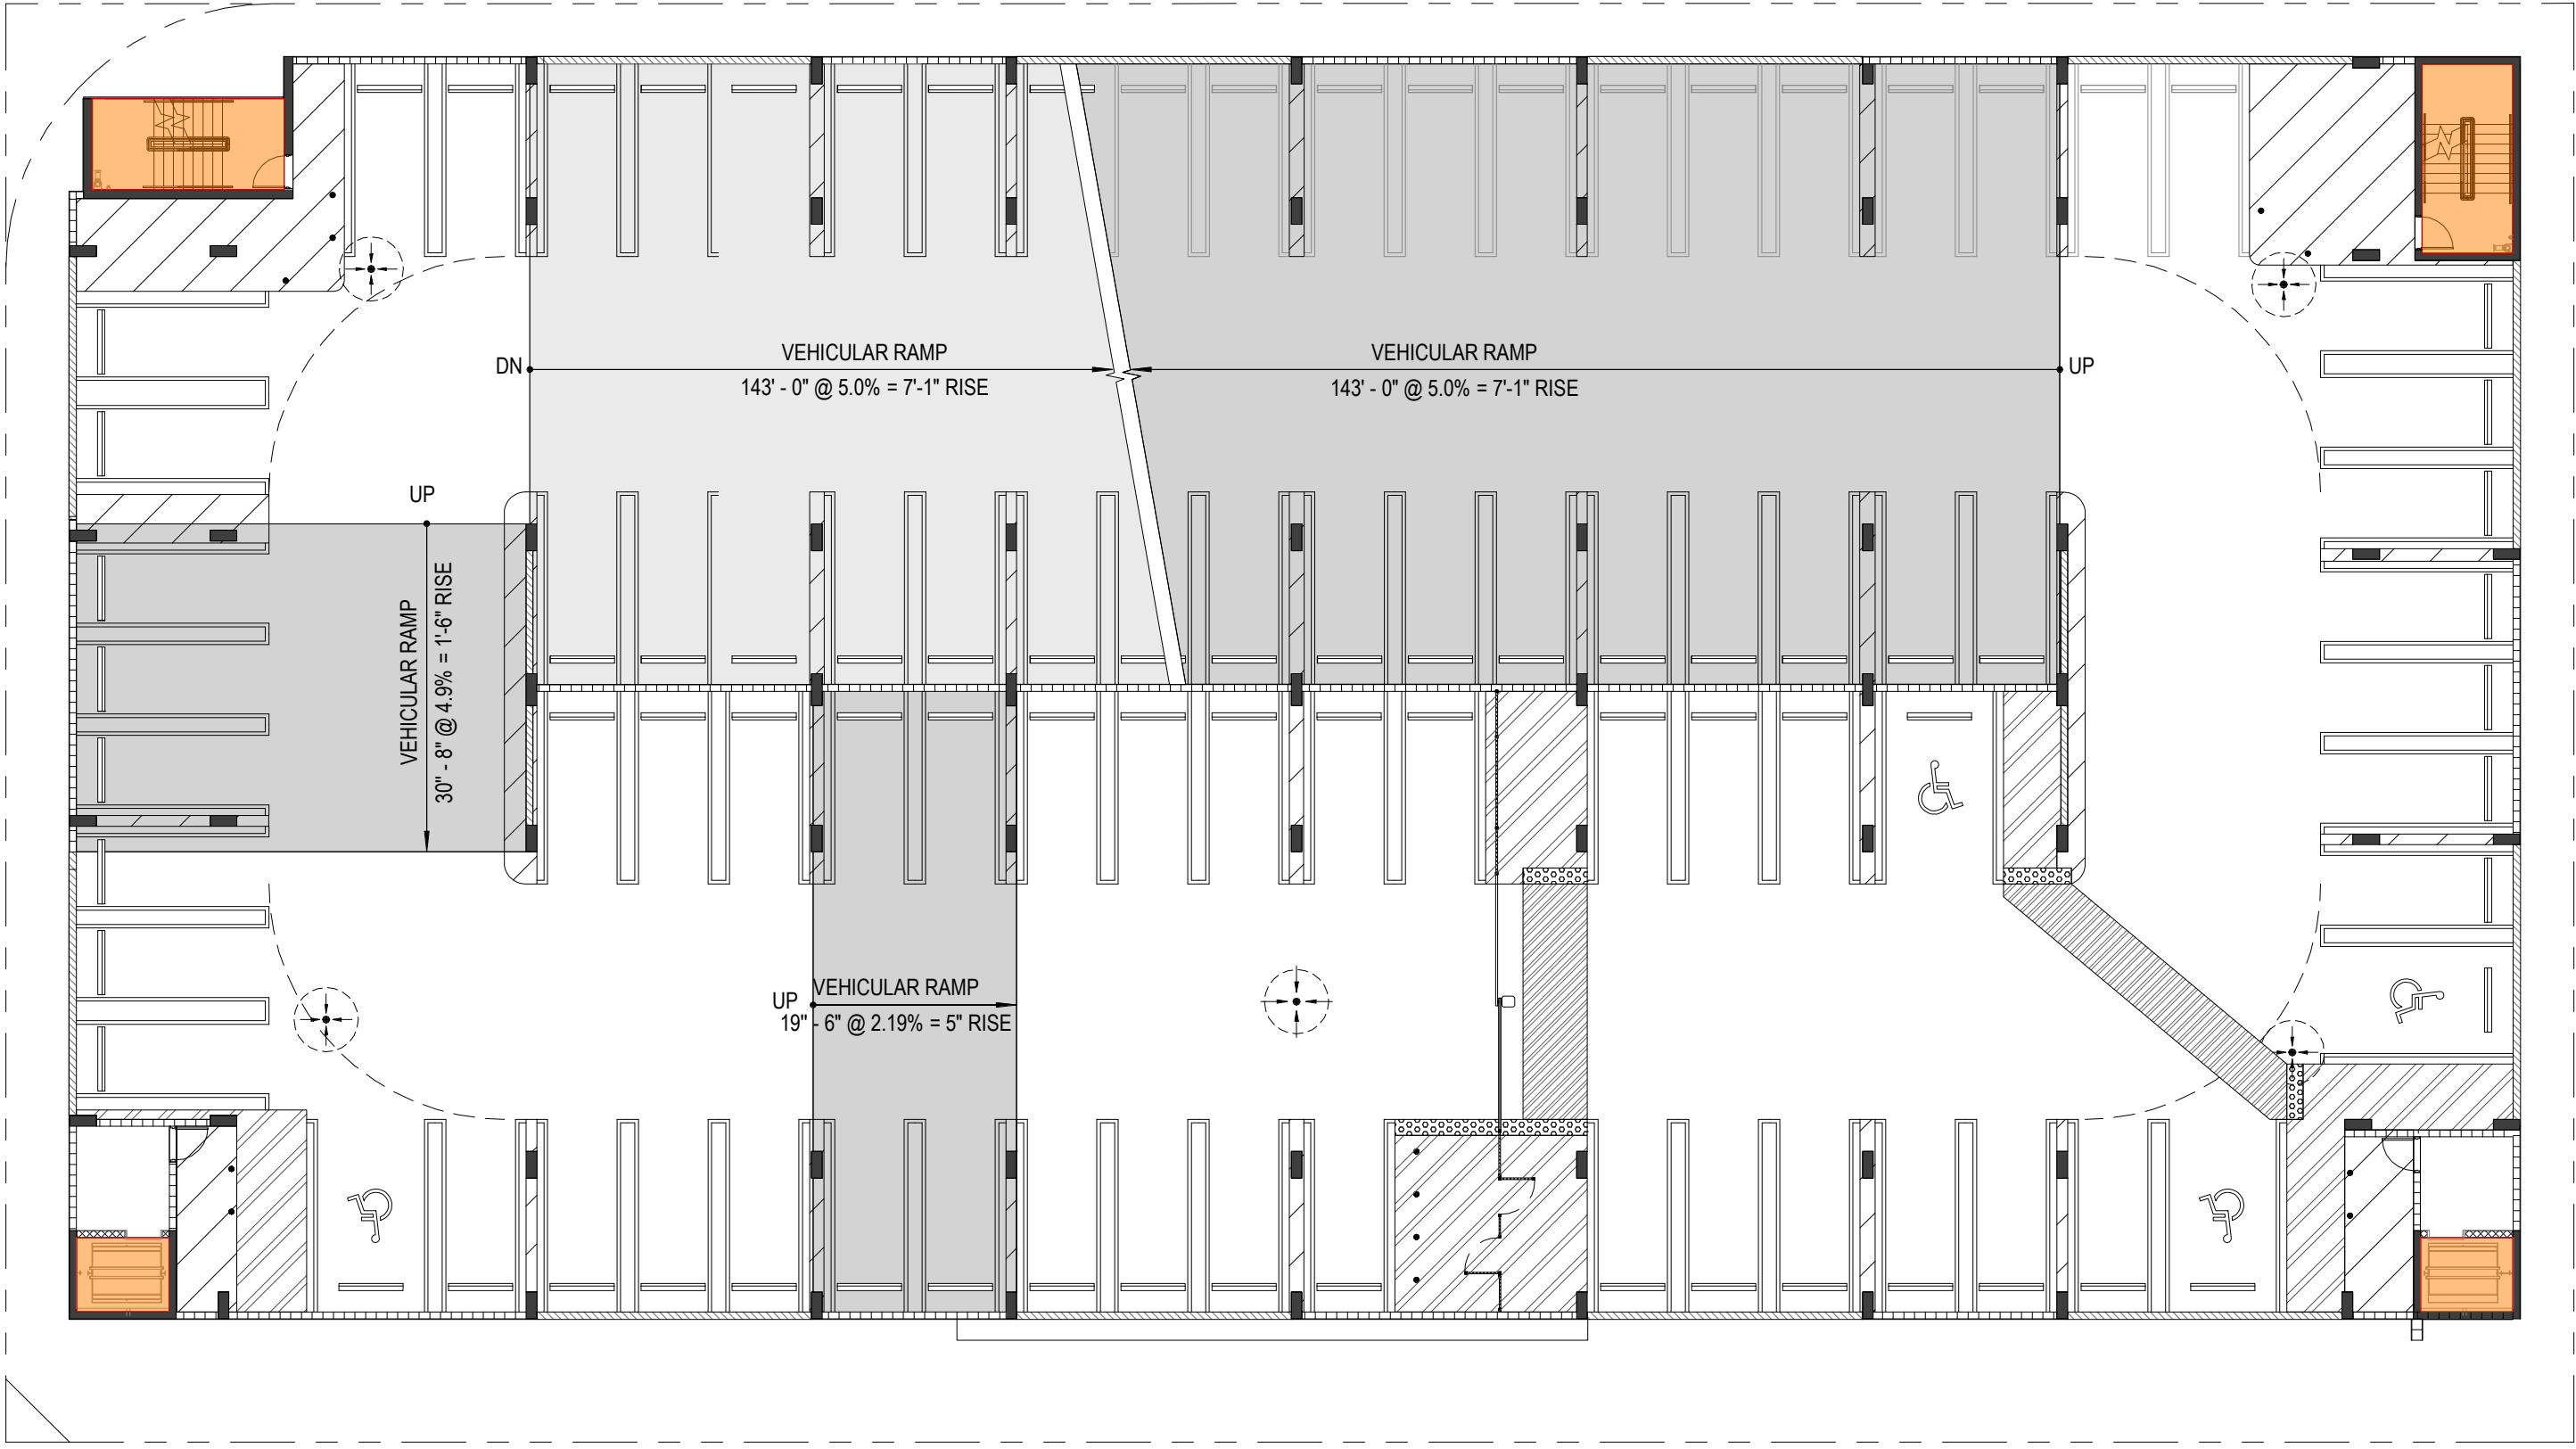 VEHICULAR RAMP
143' - 0" @ 5.0% = 7'-1" RISE
DN
VEHICULAR RAMP
143' - 0" @ 5.0% = 7'-1" RISE
UP
UP
VEHICULAR RAMP
30" - 8" @ 4.9% = 1'-6" RISE
UP
VEHICULAR RAMP
19" - 6" @ 2.19% = 5" RISE